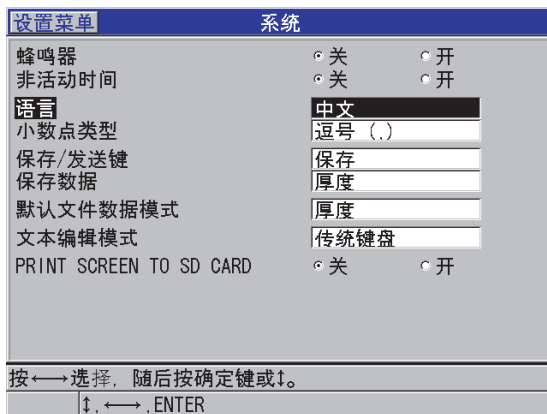 设置菜单 系统
蜂鸣器 关 开
非活动时间 关 开
语言 中文
小数点类型 逗号 (,)
保存/发送键 保存
保存数据 厚度
默认文件数据模式 厚度
文本编辑模式 传统键盘
PRINT SCREEN TO SD CARD 关 开
按←→选择, 随后按确定键或↕。
↕,←→,ENTER